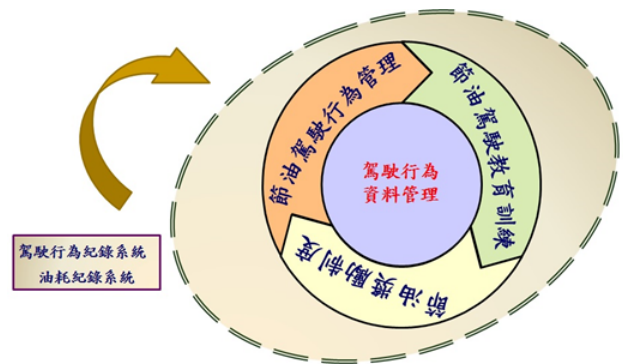 節油駕駛行為管理
節油駕駛教育訓練
駕駛行為
資料管理
節油獎勵制度
駕駛行為紀錄系統
油耗紀錄系統